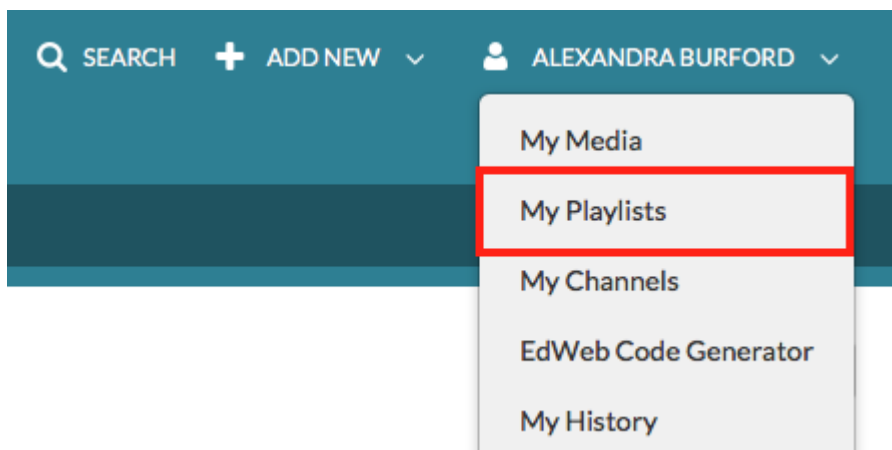 SEARCH ADD NEW ALEXANDRA BURFORD
My Media
My Playlists
My Channels
EdWeb Code Generator
My History